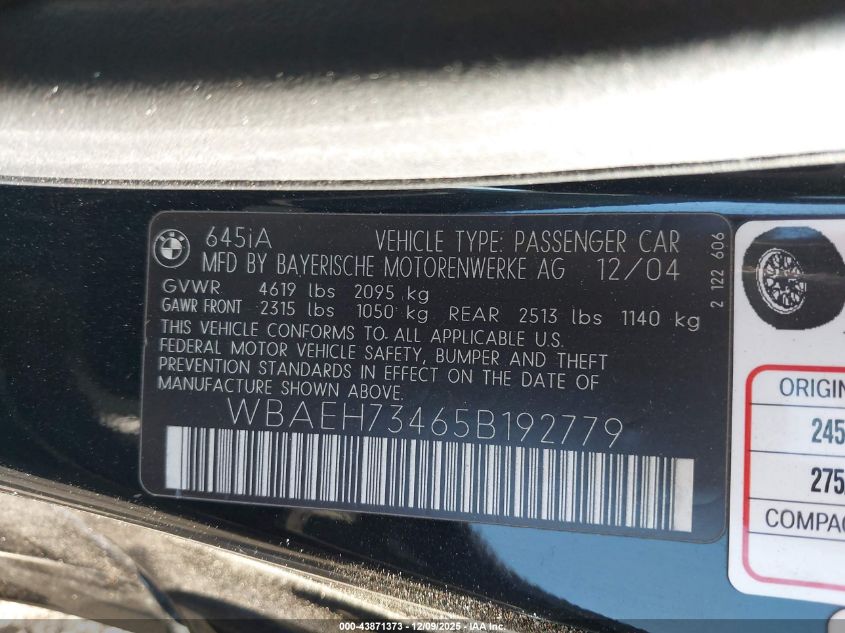 645iA VEHICLE TYPE: PASSENGER CAR
MFD BY BAYERISCHE MOTORENWERKE AG 12/04
GVWR 4619 lbs 2095 kg
GAWR FRONT 2315 lbs 1050 kg REAR 2513 lbs 1140 kg
THIS VEHICLE CONFORMS TO ALL APPLICABLE U.S.
FEDERAL MOTOR VEHICLE SAFETY, BUMPER AND THEFT
PREVENTION STANDARDS IN EFFECT ON THE DATE OF
MANUFACTURE SHOWN ABOVE.
WBAEH73465B192779
2 122 606
ORIGIN
245
275/
COMPAC
000-43871373 - 12/09/2025 - IAA Inc.